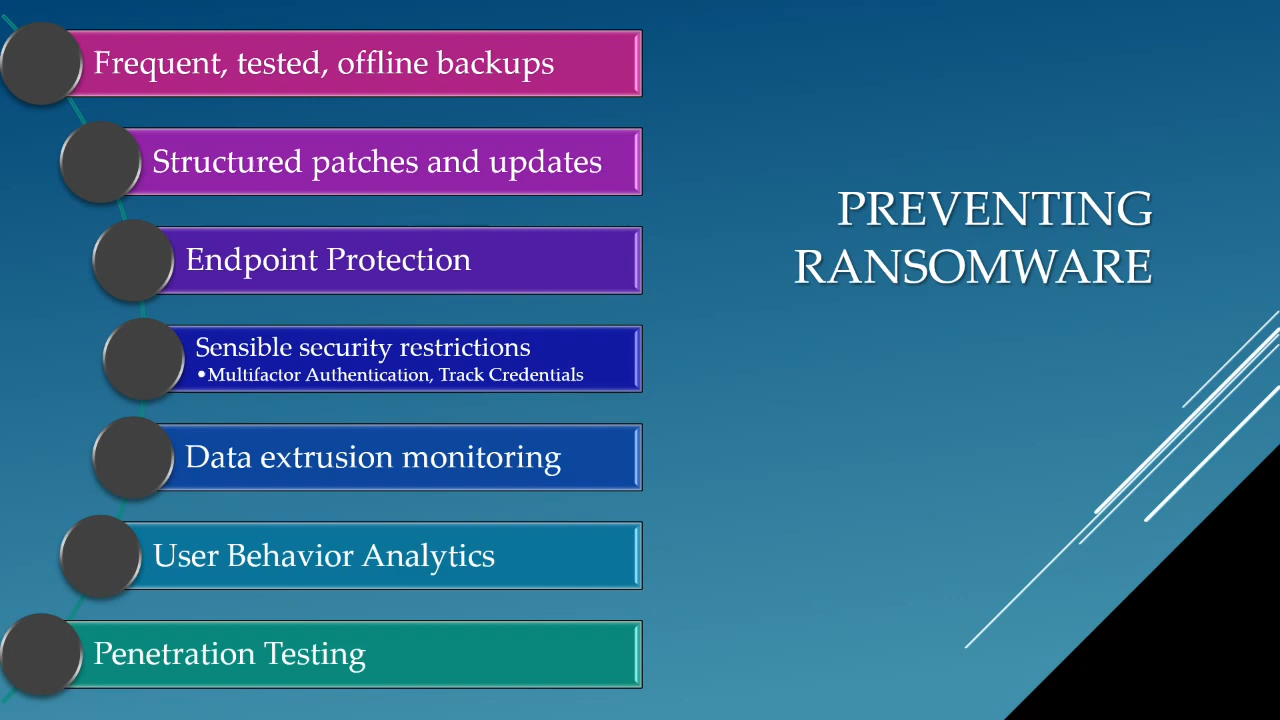 Frequent, tested, offline backups
Structured patches and updates
Endpoint Protection
Sensible security restrictions
•Multifactor Authentication, Track Credentials
Data extrusion monitoring
User Behavior Analytics
Penetration Testing
PREVENTING
RANSOMWARE